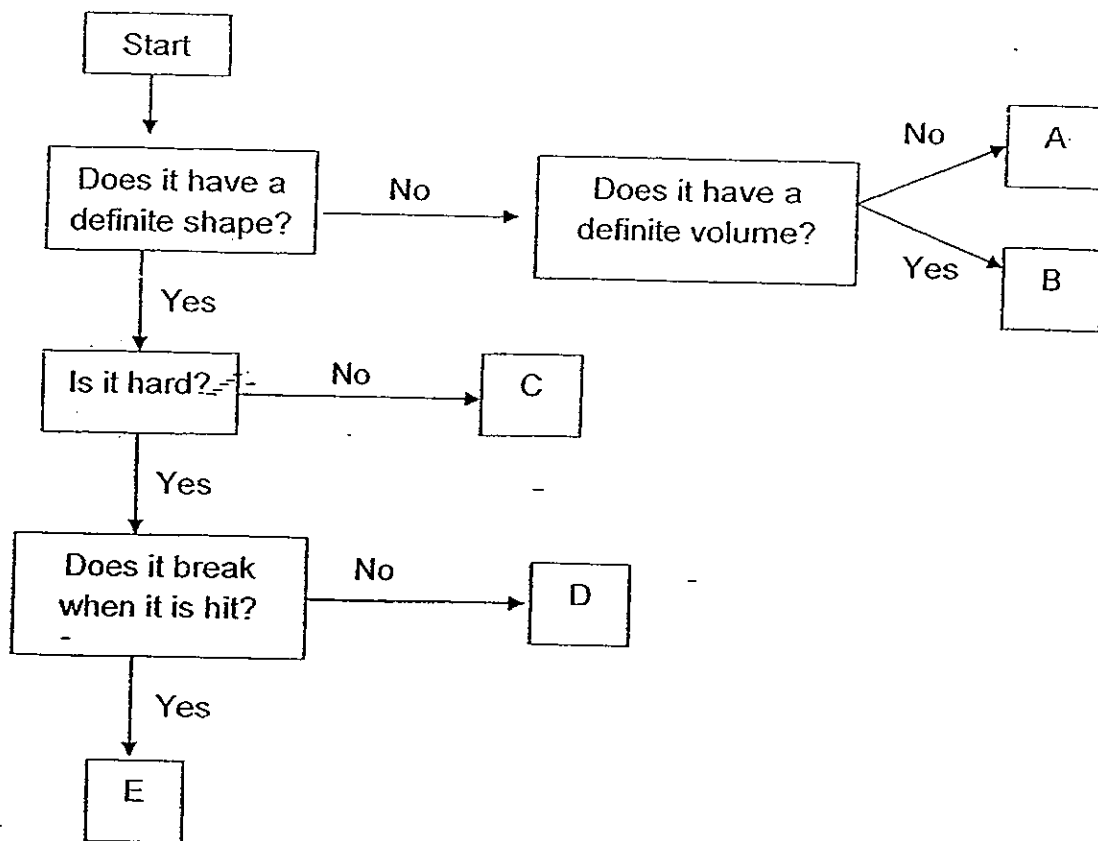 Start
Does it have a
definite shape?
No
Does it have a
definite volume?
No
A
Yes
B
Yes
Is it hard?
No
C
Yes
Does it break
when it is hit?
No
D
Yes
E